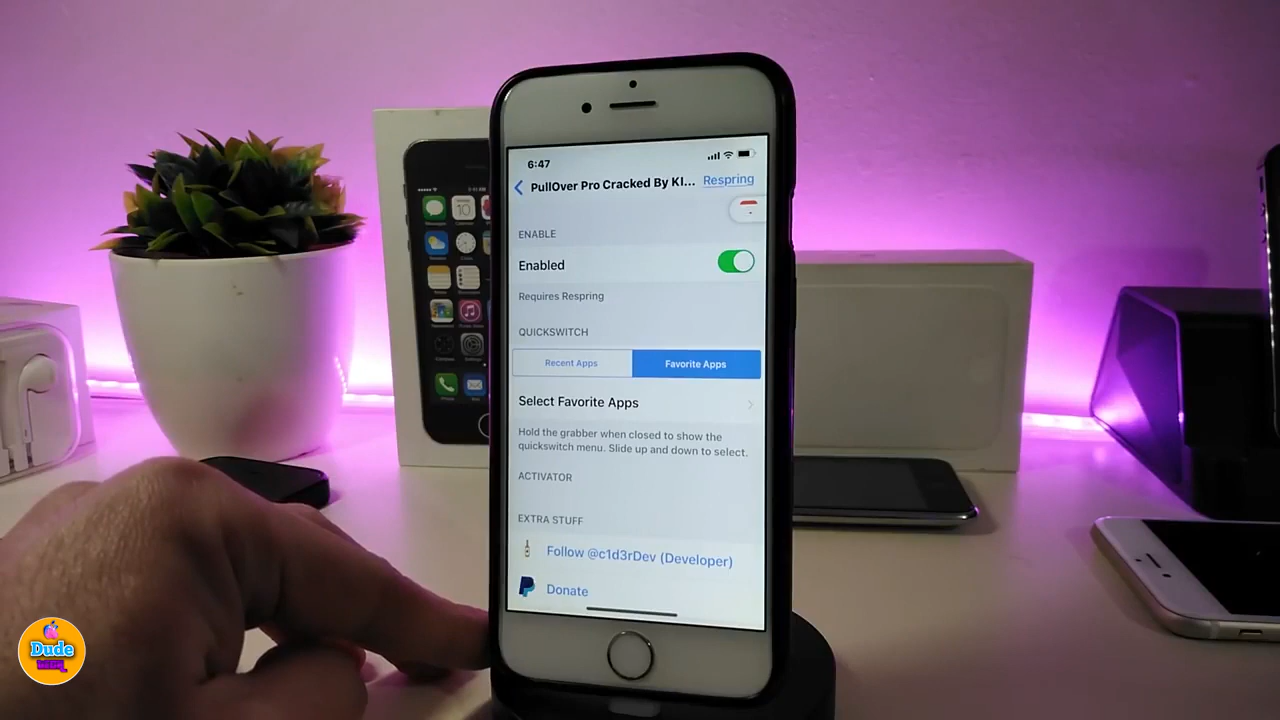 6:47
PullOver Pro Cracked By KI... Respring
ENABLE
Enabled
Requires Respring
QUICKSWITCH
Recent Apps Favorite Apps
Select Favorite Apps
Hold the grabber when closed to show the
quickswitch menu. Slide up and down to select.
ACTIVATOR
EXTRA STUFF
Follow @c1d3rDev (Developer)
Donate
Dude